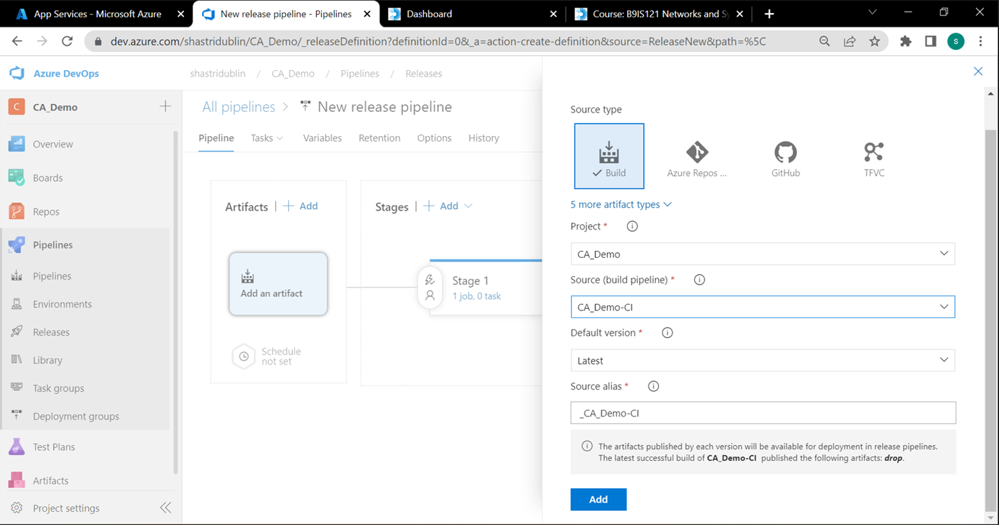 App Services - Microsoft Azure
New release pipeline - Pipelines
Dashboard
Course: B9IS121 Networks and Sy
dev.azure.com/shastridublin/CA_Demo/_releaseDefinition?definitionId=0&_a=action-create-definition&source=ReleaseNew&path=%5C
s
Azure DevOps
shastridublin / CA_Demo / Pipelines / Releases
C CA_Demo
Overview
Boards
Repos
Pipelines
Pipelines
Environments
Releases
Library
Task groups
Deployment groups
Test Plans
Artifacts
Project settings
All pipelines > New release pipeline
Pipeline Tasks Variables Retention Options History
Artifacts | + Add
Add an artifact
Schedule
not set
Stages | + Add
Stage 1
1 job, 0 task
Source type
Build
Azure Repos ...
GitHub
TFVC
5 more artifact types
Project *
CA_Demo
Source (build pipeline) *
CA_Demo-CI
Default version *
Latest
Source alias *
_CA_Demo-CI
The artifacts published by each version will be available for deployment in release pipelines.
The latest successful build of CA_Demo-CI published the following artifacts: drop.
Add